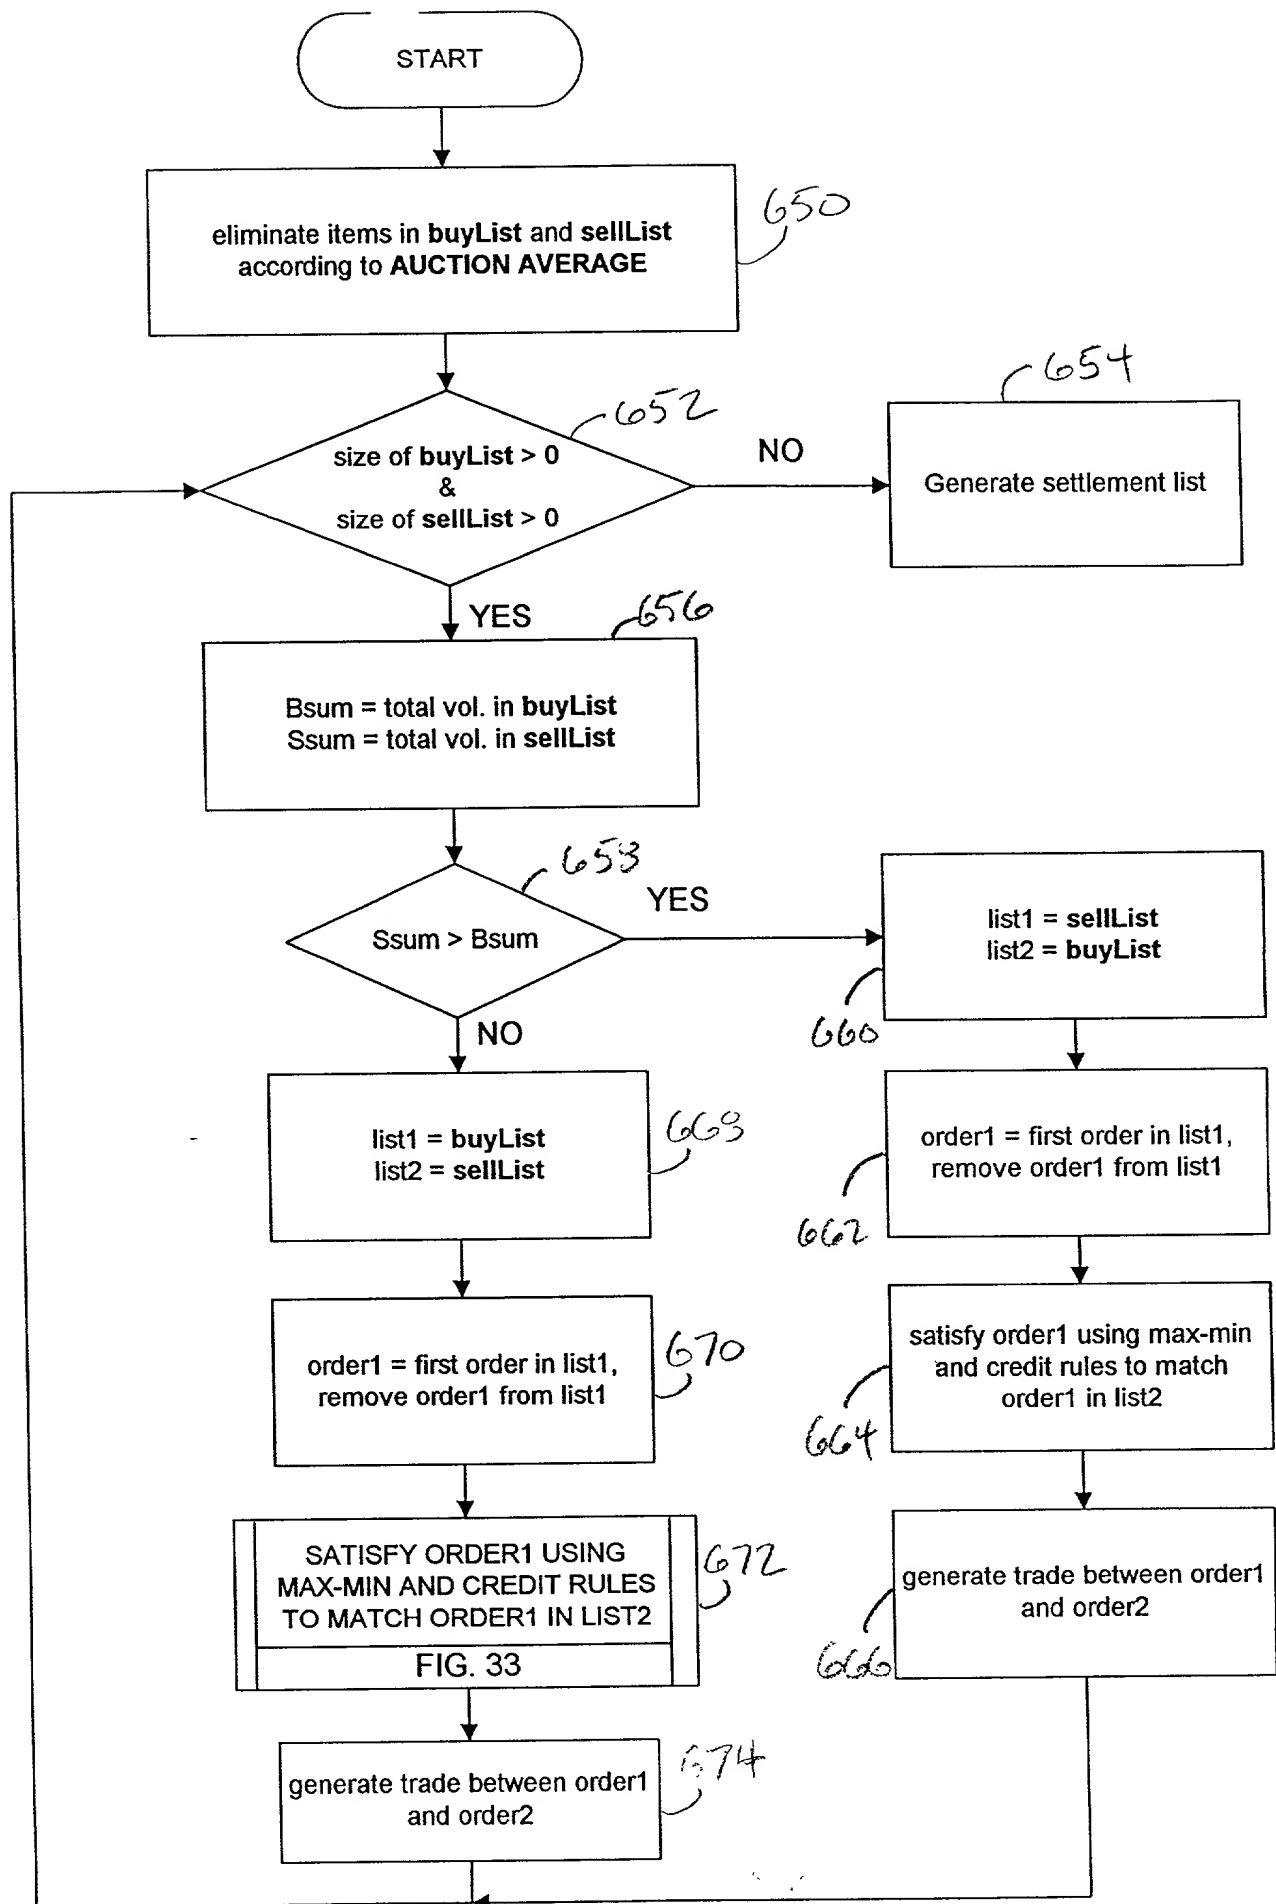 START
eliminate items in buyList and sellList
according to AUCTION AVERAGE
650
size of buyList > 0
&
size of sellList > 0
652
NO
654
Generate settlement list
YES
656
Bsum = total vol. in buyList
Ssum = total vol. in sellList
658
Ssum > Bsum
YES
list1 = sellList
list2 = buyList
660
NO
list1 = buyList
list2 = sellList
668
order1 = first order in list1,
remove order1 from list1
662
order1 = first order in list1,
remove order1 from list1
670
satisfy order1 using max-min
and credit rules to match
order1 in list2
664
SATISFY ORDER1 USING
MAX-MIN AND CREDIT RULES
TO MATCH ORDER1 IN LIST2
FIG. 33
672
generate trade between order1
and order2
666
generate trade between order1
and order2
674